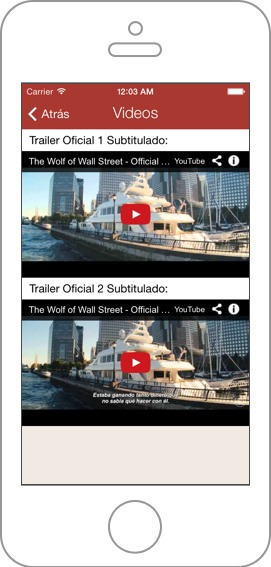 Carrier 12:03 AM
Atrás Videos
Trailer Oficial 1 Subtitulado:
The Wolf of Wall Street - Official ... YouTube
Trailer Oficial 2 Subtitulado:
The Wolf of Wall Street - Official ... YouTube
Estaba ganando tanto dinero,
no sabía qué hacer con él.